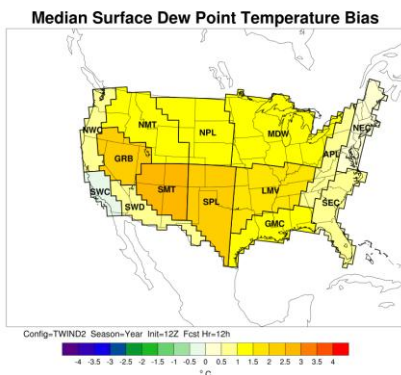 Median Surface Dew Point Temperature Bias
NWC
NMT
NPL
MDW
NEC
GRB
APL
SWC
SMT
LMV
SWD
SPL
SEC
GMC
Config=TWIND2 Season=Year Init=12Z Fcst Hr=12h
-4 -3.5 -3 -2.5 -2 -1.5 -1 -0.5 0 0.5 1 1.5 2 2.5 3 3.5 4
° C